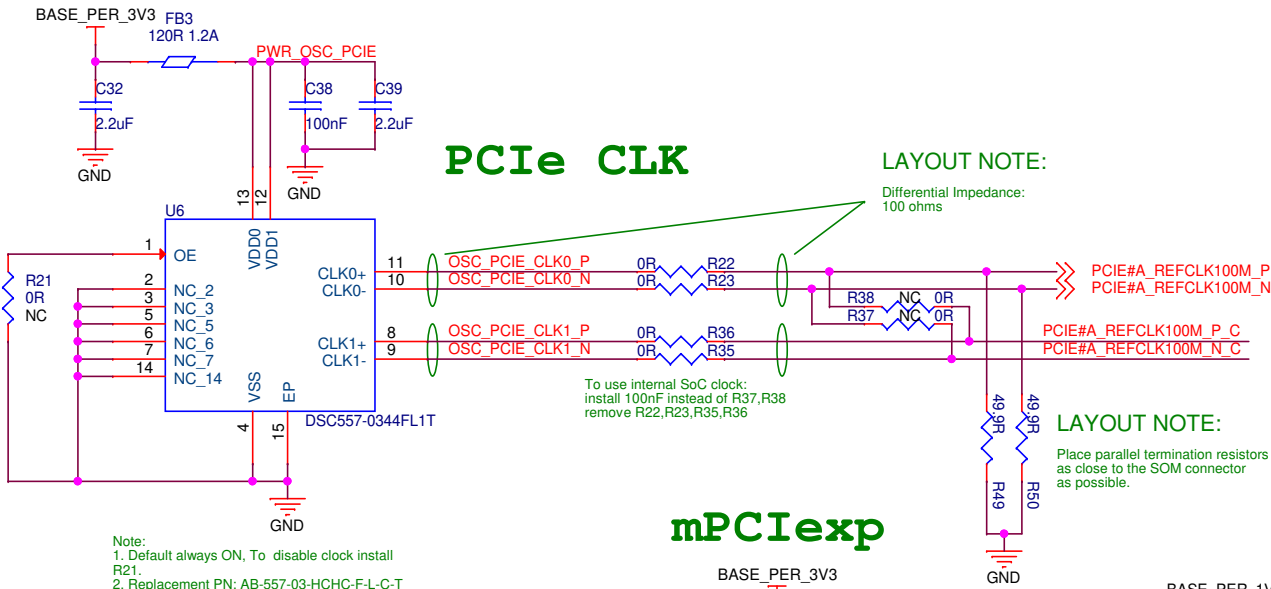 BASE_PER_3V3
FB3
120R 1.2A
PWR_OSC_PCIE
C32
2.2uF
C38
100nF
C39
2.2uF
GND
GND
PCIe CLK
LAYOUT NOTE:
Differential Impedance:
100 ohms
U6
13
12
VDD0
VDD1
1
OE
2
NC_2
3
NC_3
5
NC_5
6
NC_6
7
NC_7
14
NC_14
R21
0R
NC
CLK0+
11
OSC_PCIE_CLK0_P
0R
R22
CLK0-
10
OSC_PCIE_CLK0_N
0R
R23
PCIE#A_REFCLK100M_P
PCIE#A_REFCLK100M_N
R38
NC
0R
R37
NC
0R
CLK1+
8
OSC_PCIE_CLK1_P
0R
R36
CLK1-
9
OSC_PCIE_CLK1_N
0R
R35
PCIE#A_REFCLK100M_P_C
PCIE#A_REFCLK100M_N_C
To use internal SoC clock:
install 100nF instead of R37,R38
remove R22,R23,R35,R36
VSS
EP
4
15
DSC557-0344FL1T
GND
49.9R
49.9R
R49
R50
GND
LAYOUT NOTE:
Place parallel termination resistors
as close to the SOM connector
as possible.
Note:
1. Default always ON, To disable clock install
R21.
2. Replacement PN: AB-557-03-HCHC-F-L-C-T
mPCIexp
BASE_PER_3V3